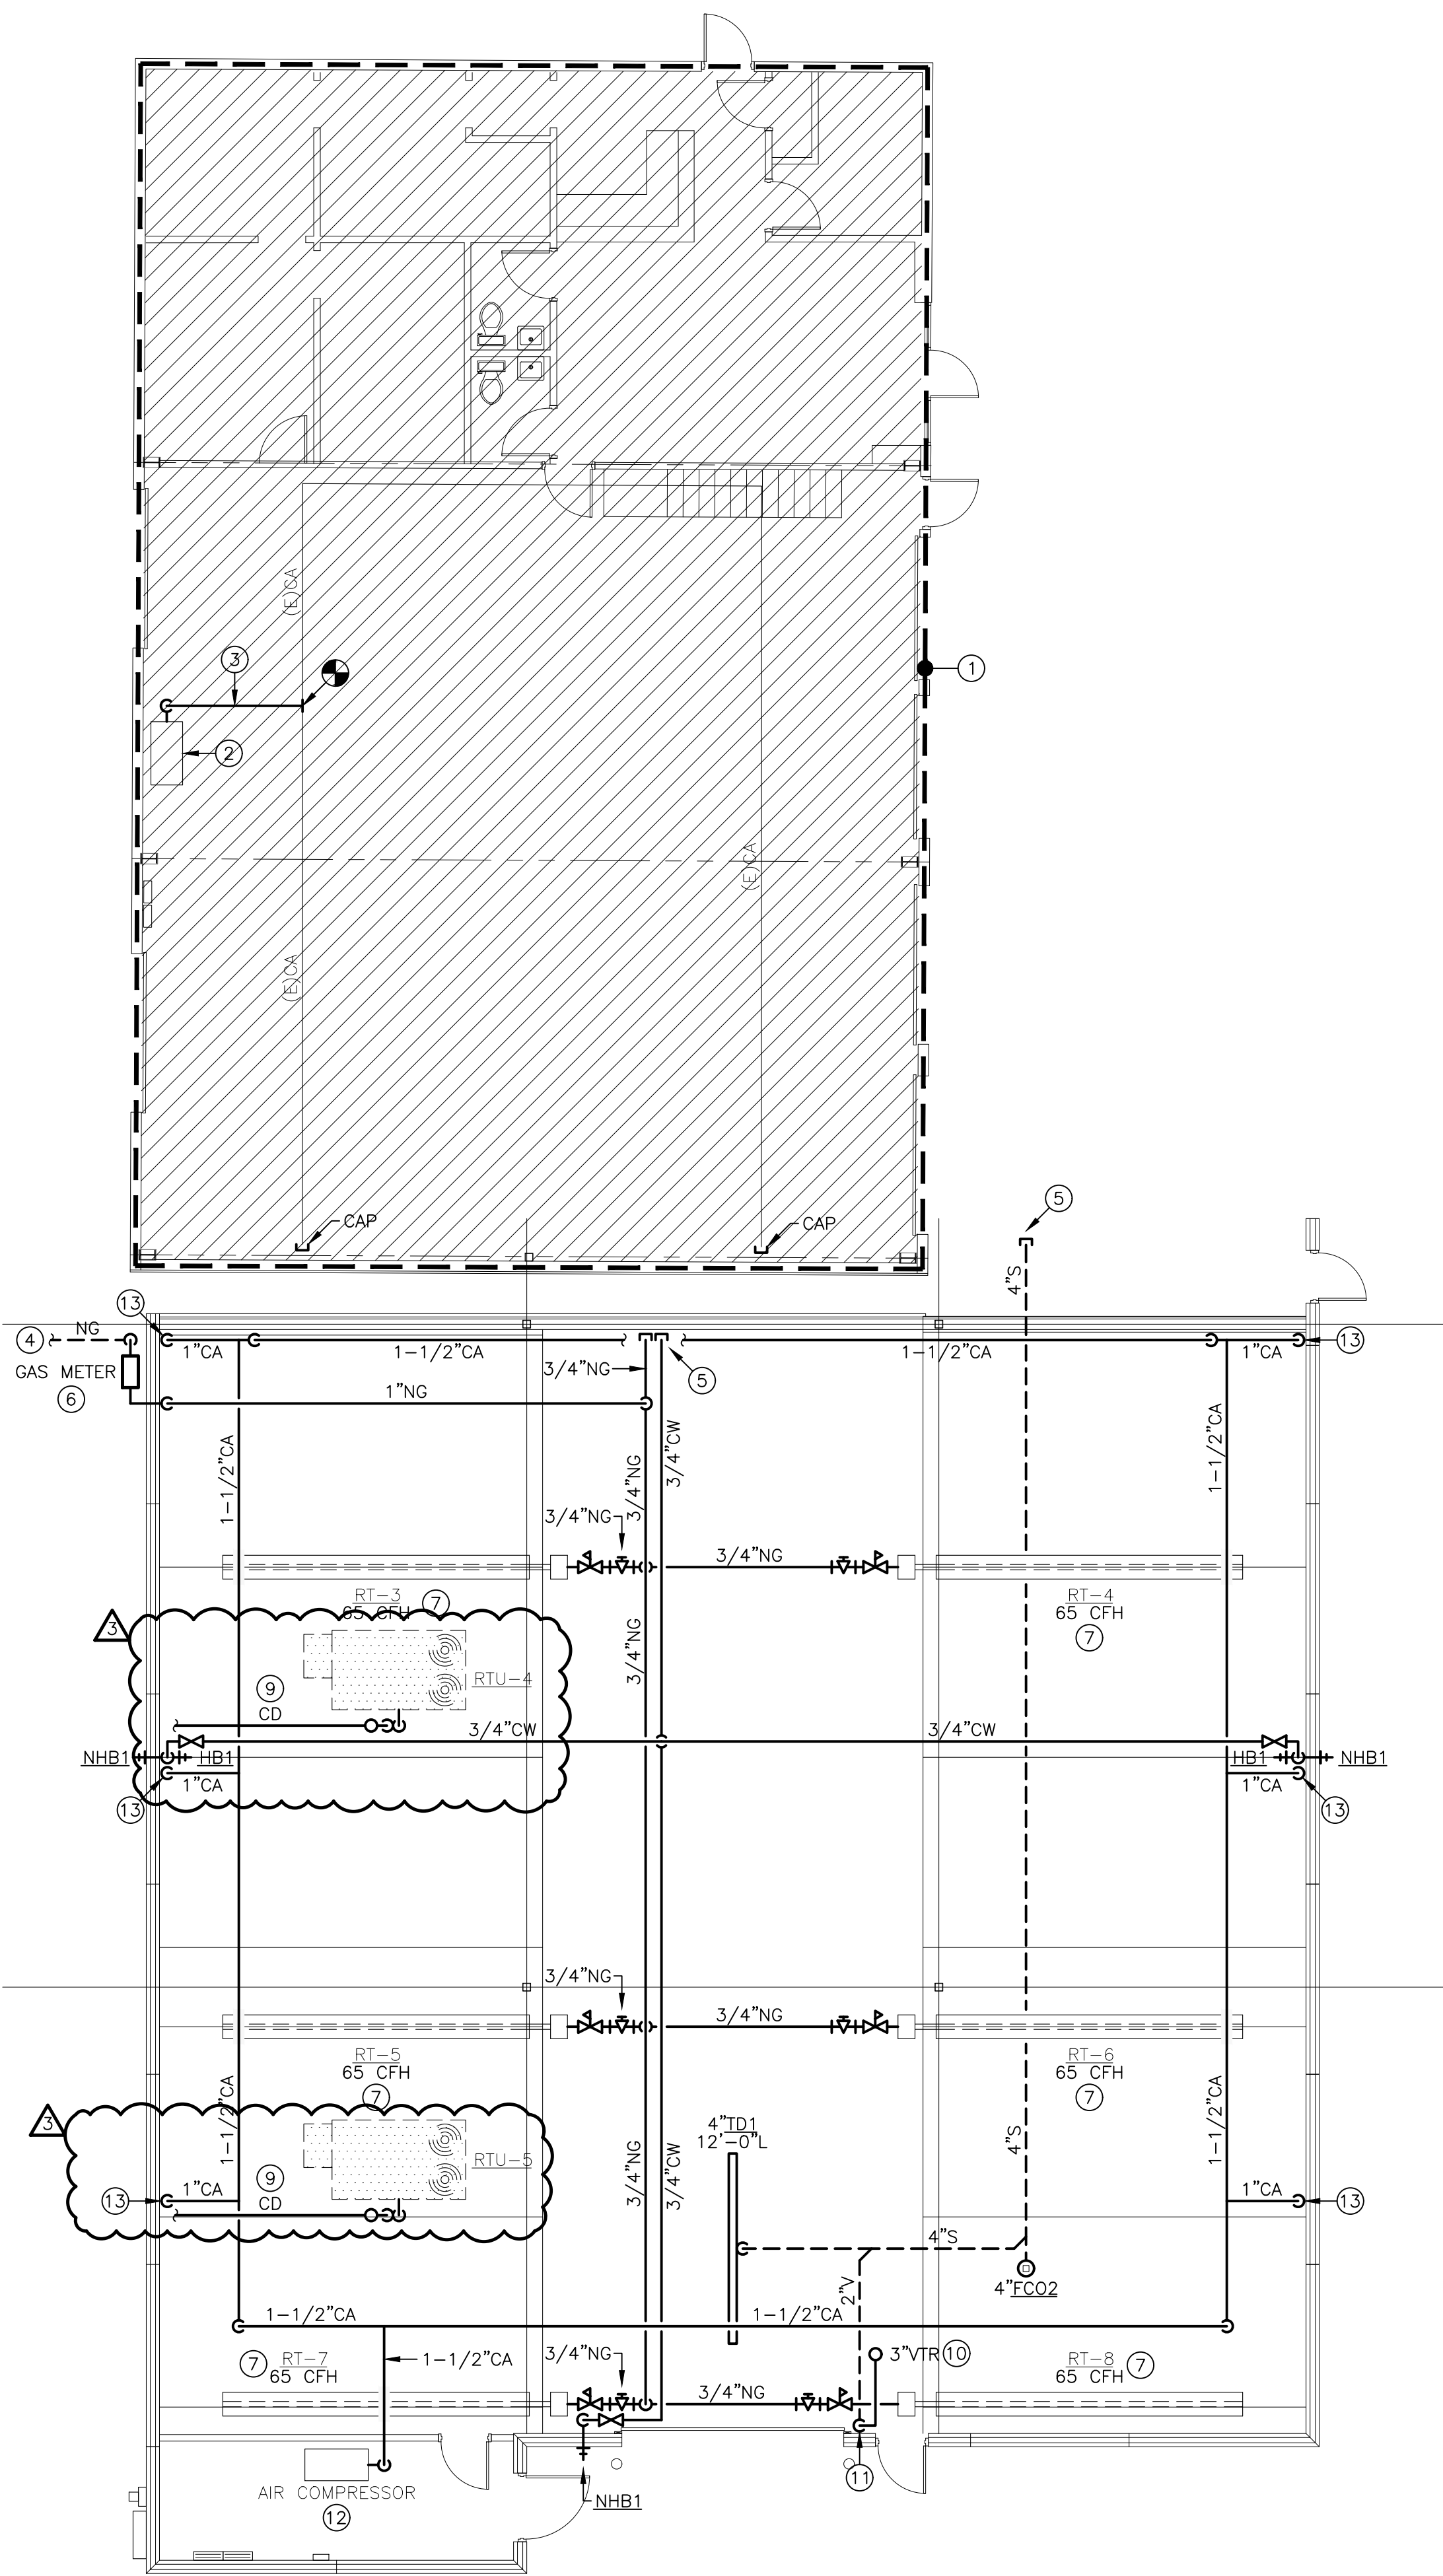 (E)CA
3
1
2
(E)CA
(E)CA
CAP
CAP
5
4"S
13
4
NG
1"CA
1-1/2"CA
1-1/2"CA
1"CA
13
GAS METER
6
3/4"NG
5
1"NG
1-1/2"CA
3/4"NG
3/4"CW
1-1/2"CA
3/4"NG
3/4"NG
RT-3
65 CFH
7
RT-4
65 CFH
7
3
3/4"NG
RTU-4
9
CD
3/4"CW
3/4"CW
NHB1
HB1
HB1
NHB1
1"CA
1"CA
13
13
3/4"NG
3/4"NG
RT-5
65 CFH
7
RT-6
65 CFH
7
3
1-1/2"CA
1-1/2"CA
4"TD1
12'-0"L
4"S
3/4"NG
3/4"CW
RTU-5
9
CD
13
1"CA
1"CA
13
4"S
2"V
4"FCO2
1-1/2"CA
1-1/2"CA
7
RT-7
65 CFH
1-1/2"CA
3/4"NG
3"VTR
10
RT-8
65 CFH
7
3/4"NG
AIR COMPRESSOR
12
NHB1
11